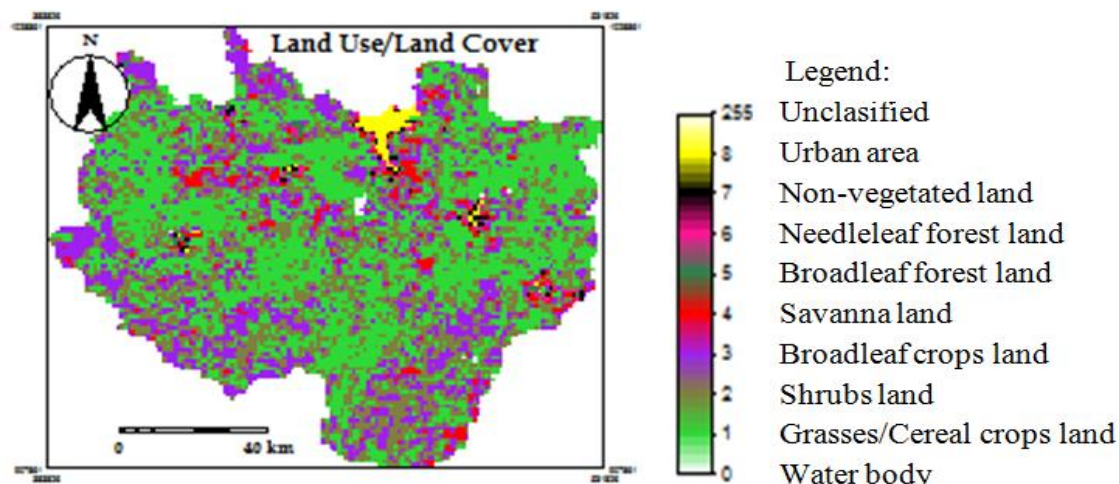 Land Use/Land Cover
N
0 40 km
255
8
7
6
5
4
3
2
1
0
Legend:
Unclasified
Urban area
Non-vegetated land
Needleleaf forest land
Broadleaf forest land
Savanna land
Broadleaf crops land
Shrubs land
Grasses/Cereal crops land
Water body